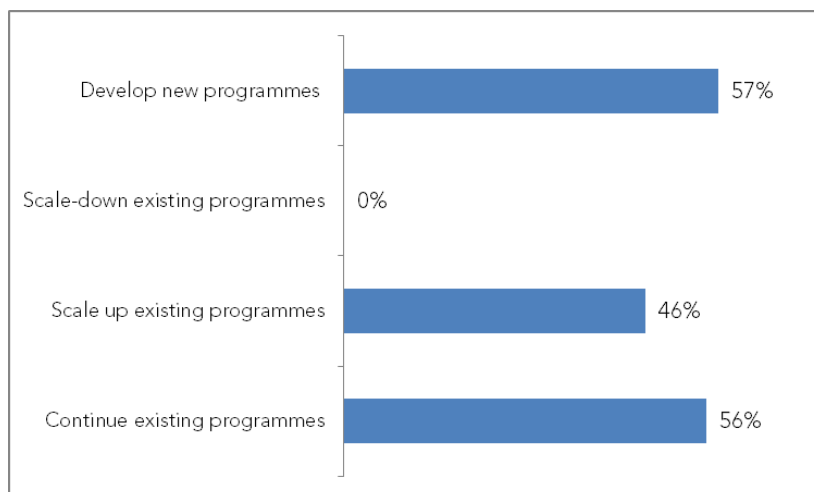 Develop new programmes 57%
Scale-down existing programmes 0%
Scale up existing programmes 46%
Continue existing programmes 56%